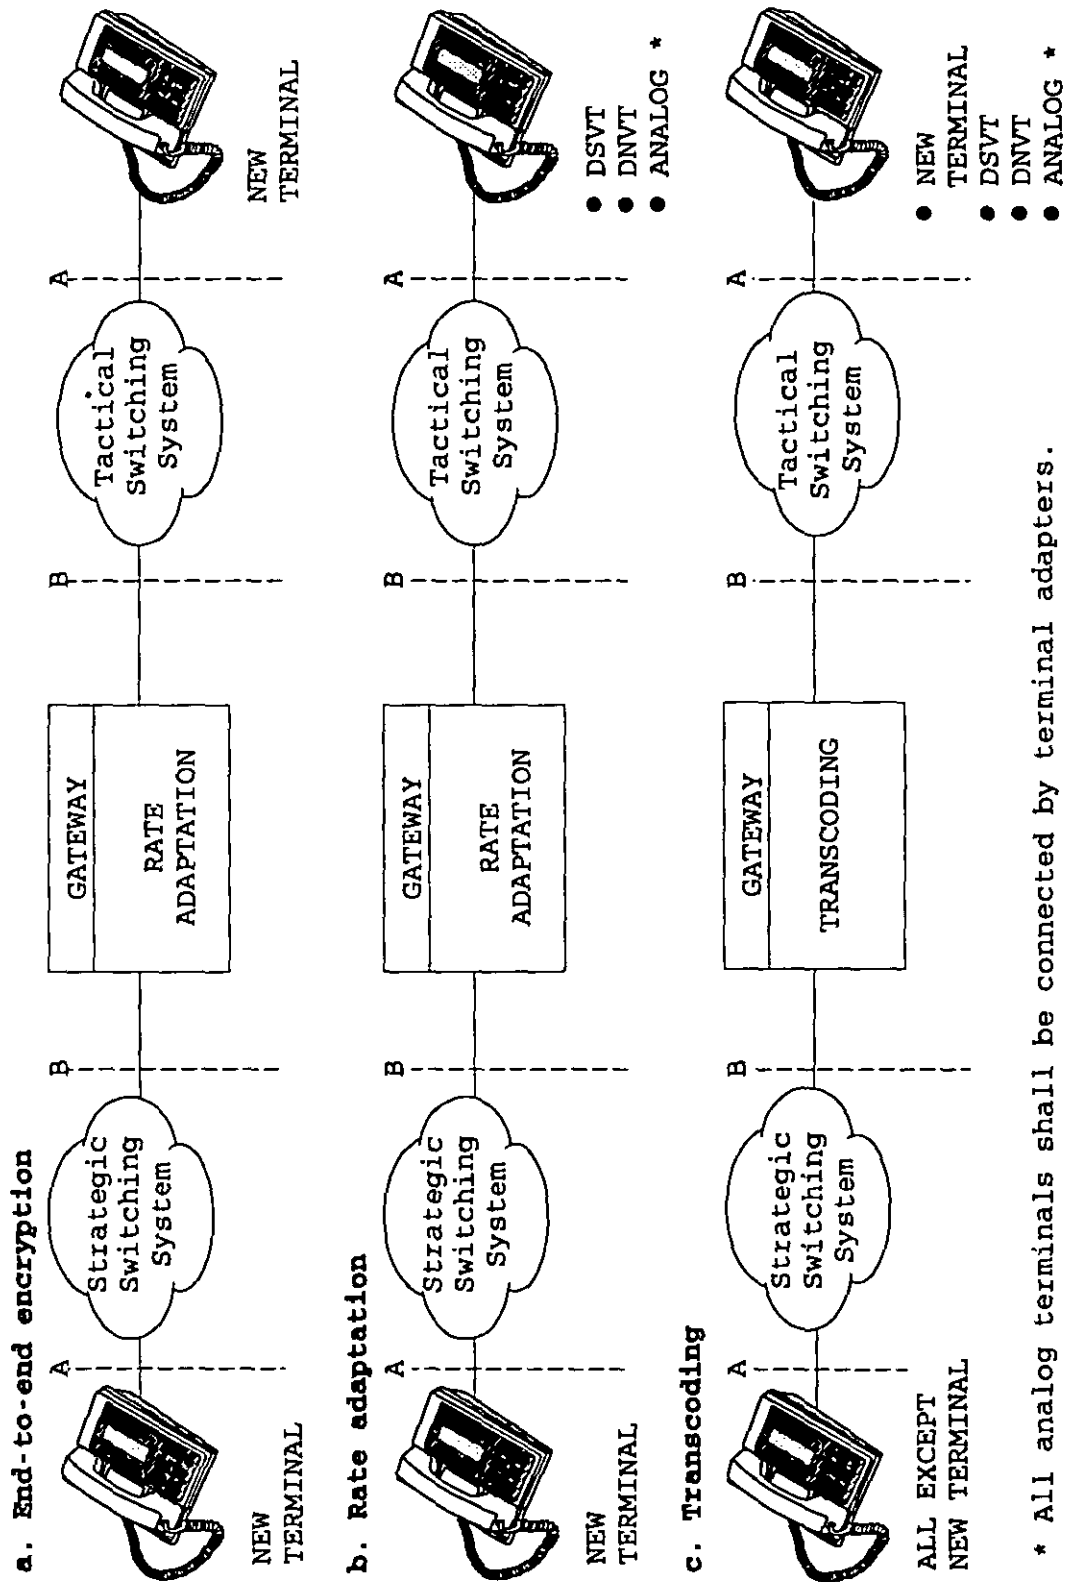 a. End-to-end encryption
A
B
B
A
Strategic
Switching
System
GATEWAY
RATE
ADAPTATION
Tactical
Switching
System
NEW
TERMINAL
NEW
TERMINAL
b. Rate adaptation
A
B
B
A
Strategic
Switching
System
GATEWAY
RATE
ADAPTATION
Tactical
Switching
System
NEW
TERMINAL
● DSVT
● DNVT
● ANALOG *
c. Transcoding
A
B
B
A
Strategic
Switching
System
GATEWAY
TRANSCODING
Tactical
Switching
System
ALL EXCEPT
NEW TERMINAL
● NEW
TERMINAL
● DSVT
● DNVT
● ANALOG *
* All analog terminals shall be connected by terminal adapters.